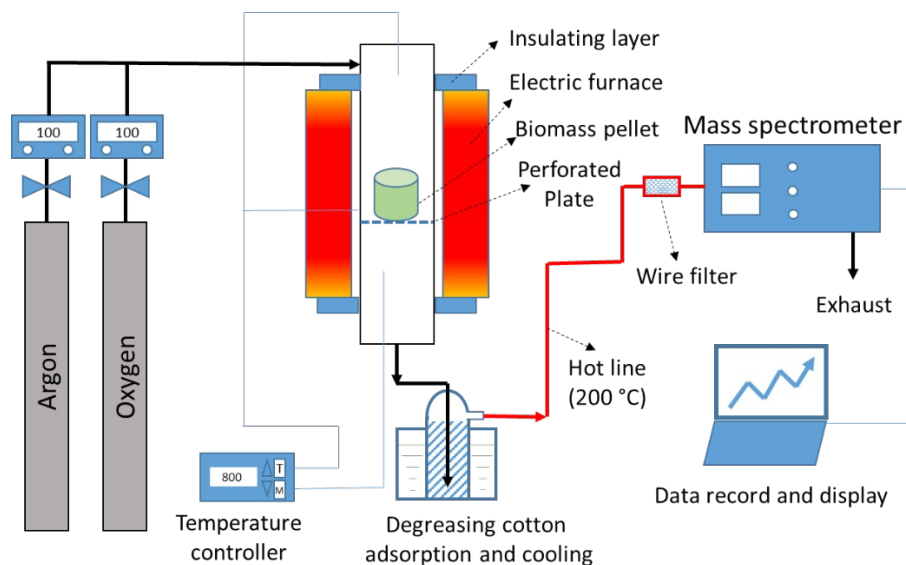 Insulating layer
Electric furnace
Biomass pellet
Perforated
Plate
100
100
Mass spectrometer
Wire filter
Exhaust
Hot line
(200 °C)
Argon
Oxygen
800
T
M
Temperature
controller
Degreasing cotton
adsorption and cooling
Data record and display